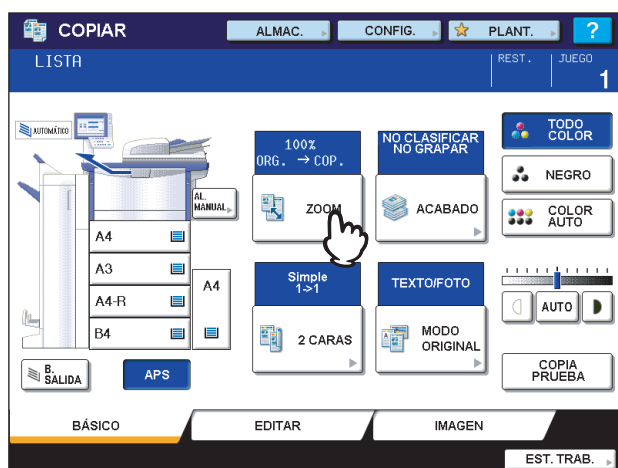 COPIAR
ALMAC.
CONFIG.
PLANT.
?
LISTA
REST.
JUEGO
1
AUTOMÁTICO
100%
ORG. → COP.
ZOOM
NO CLASIFICAR
NO GRAPAR
ACABADO
TODO
COLOR
NEGRO
COLOR
AUTO
AL.
MANUAL
A4
A3
A4-R
B4
A4
Simple
1->1
2 CARAS
TEXTO/FOTO
MODO
ORIGINAL
AUTO
COPIA
PRUEBA
B.
SALIDA
APS
BÁSICO
EDITAR
IMAGEN
EST. TRAB.